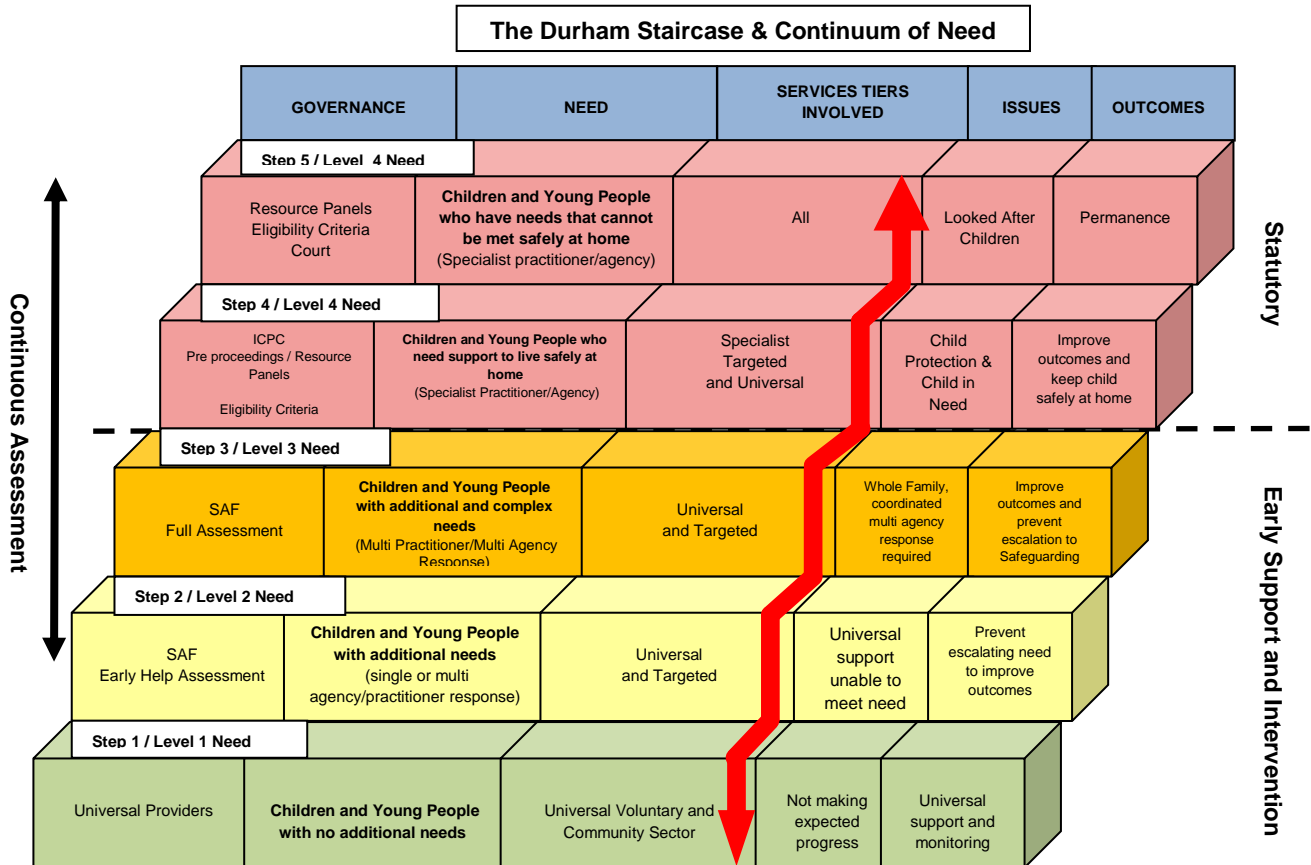 The Durham Staircase & Continuum of Need
GOVERNANCE
NEED
SERVICES TIERS
INVOLVED
ISSUES
OUTCOMES
Step 5 / Level 4 Need
Resource Panels
Eligibility Criteria
Court
Children and Young People
who have needs that cannot
be met safely at home
(Specialist practitioner/agency)
All
Looked After
Children
Permanence
Step 4 / Level 4 Need
ICPC
Pre proceedings / Resource
Panels
Eligibility Criteria
Children and Young People who
need support to live safely at
home
(Specialist Practitioner/Agency)
Specialist
Targeted
and Universal
Child
Protection &
Child in
Need
Improve
outcomes and
keep child
safely at home
Step 3 / Level 3 Need
SAF
Full Assessment
Children and Young People
with additional and complex
needs
(Multi Practitioner/Multi Agency
Response)
Universal
and Targeted
Whole Family,
coordinated
multi agency
response
required
Improve
outcomes and
prevent
escalation to
Safeguarding
Step 2 / Level 2 Need
SAF
Early Help Assessment
Children and Young People
with additional needs
(single or multi
agency/practitioner response)
Universal
and Targeted
Universal
support
unable to
meet need
Prevent
escalating need
to improve
outcomes
Step 1 / Level 1 Need
Universal Providers
Children and Young People
with no additional needs
Universal Voluntary and
Community Sector
Not making
expected
progress
Universal
support and
monitoring
Continuous Assessment
Statutory
Early Support and Intervention